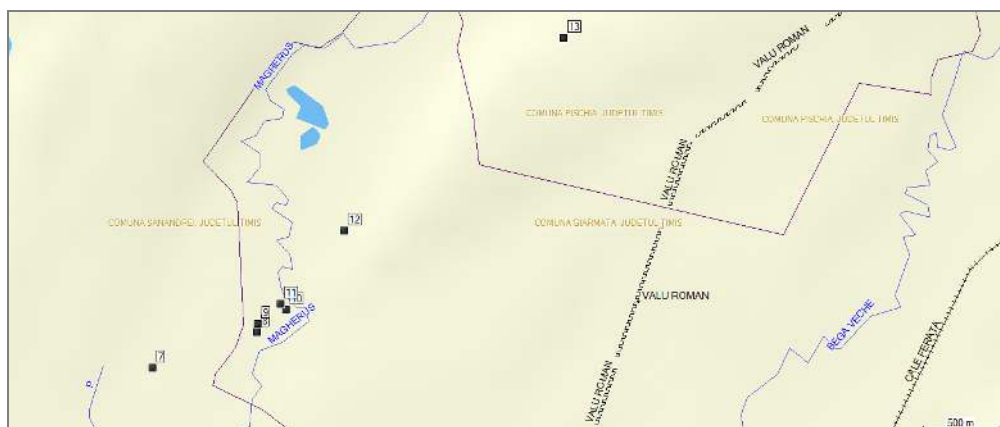 13
VALU ROMAN
MAGHERUS
COMUNA PISCHIA JUDETUL TIMIS
COMUNA PISCHIA JUDETUL TIMIS
VALU ROMAN
12
COMUNA SANANDREI JUDETUL TIMIS
COMUNA GIARMATA JUDETUL TIMIS
11
VALU ROMAN
MAGHERUS
BEGA VECHE
7
CALE FERATA
P
VALU ROMAN
500 m